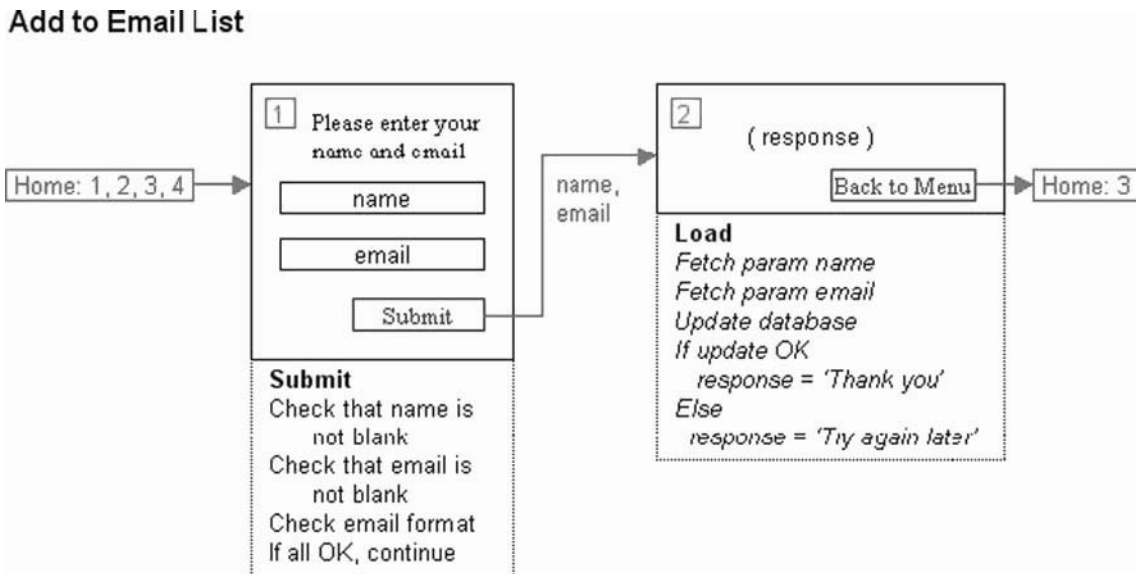 Add to Email List
Home: 1, 2, 3, 4
1
Please enter your
name and email
name
email
Submit
Submit
Check that name is
not blank
Check that email is
not blank
Check email format
If all OK, continue
name,
email
2
( response )
Back to Menu
Home: 3
Load
Fetch param name
Fetch param email
Update database
If update OK
response = ‘Thank you’
Else
response = ‘Try again later’